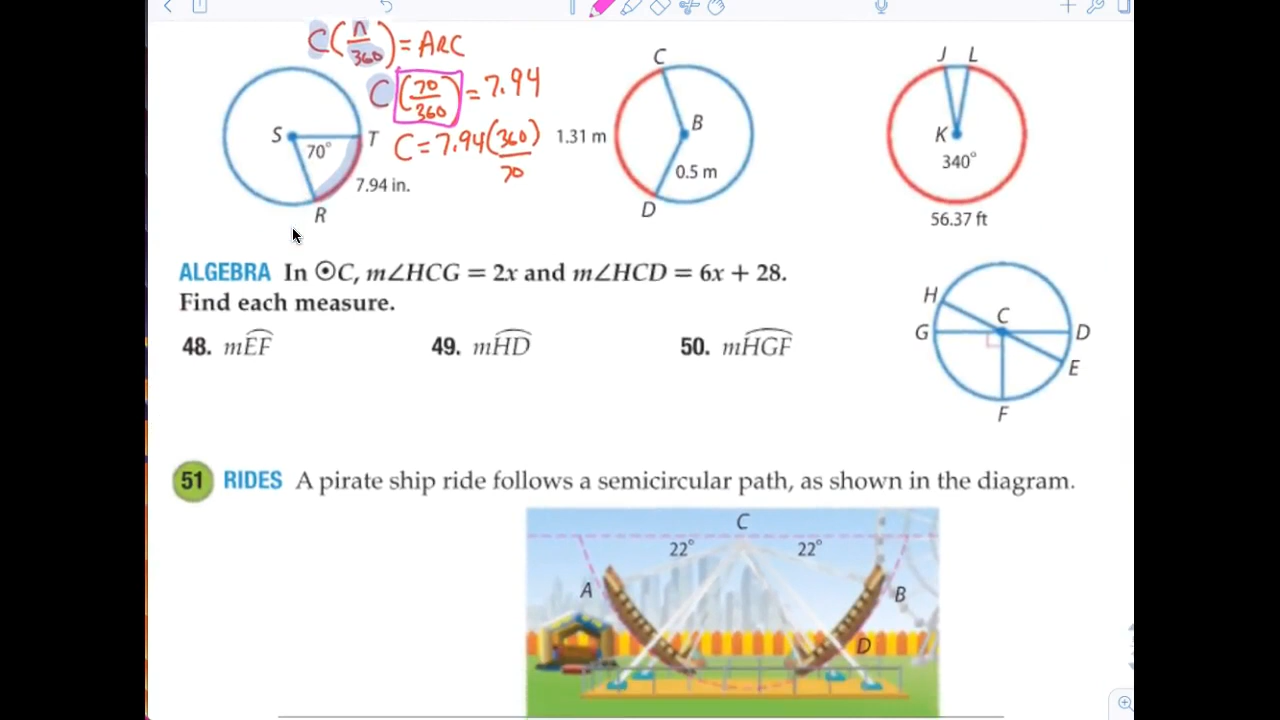 C(n/360) = ARC
C(70/360) = 7.94
C = 7.94(360/70)
S
70°
T
7.94 in.
R
C
1.31 m
B
0.5 m
D
J L
K
340°
56.37 ft
ALGEBRA In ⊙C, m∠HCG = 2x and m∠HCD = 6x + 28.
Find each measure.
48. mEF
49. mHD
50. mHGF
H
C
G
D
E
F
51 RIDES A pirate ship ride follows a semicircular path, as shown in the diagram.
C
22° 22°
A
B
D